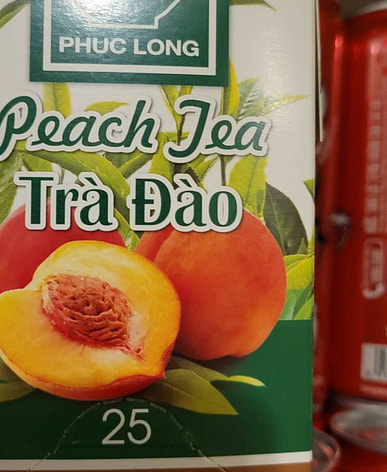 PHUC LONG
Peach Tea
Trà Đào
25